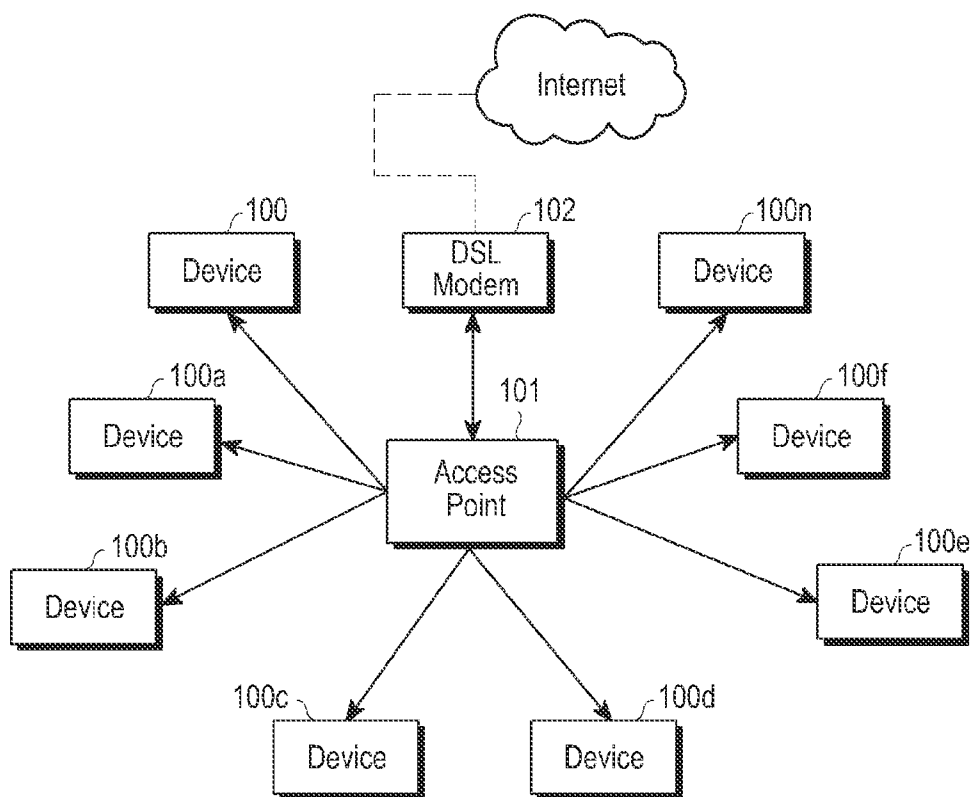 Internet
100
102
100n
Device
DSL
Modem
Device
100a
101
100f
Device
Access
Point
Device
100b
100e
Device
Device
100c
100d
Device
Device